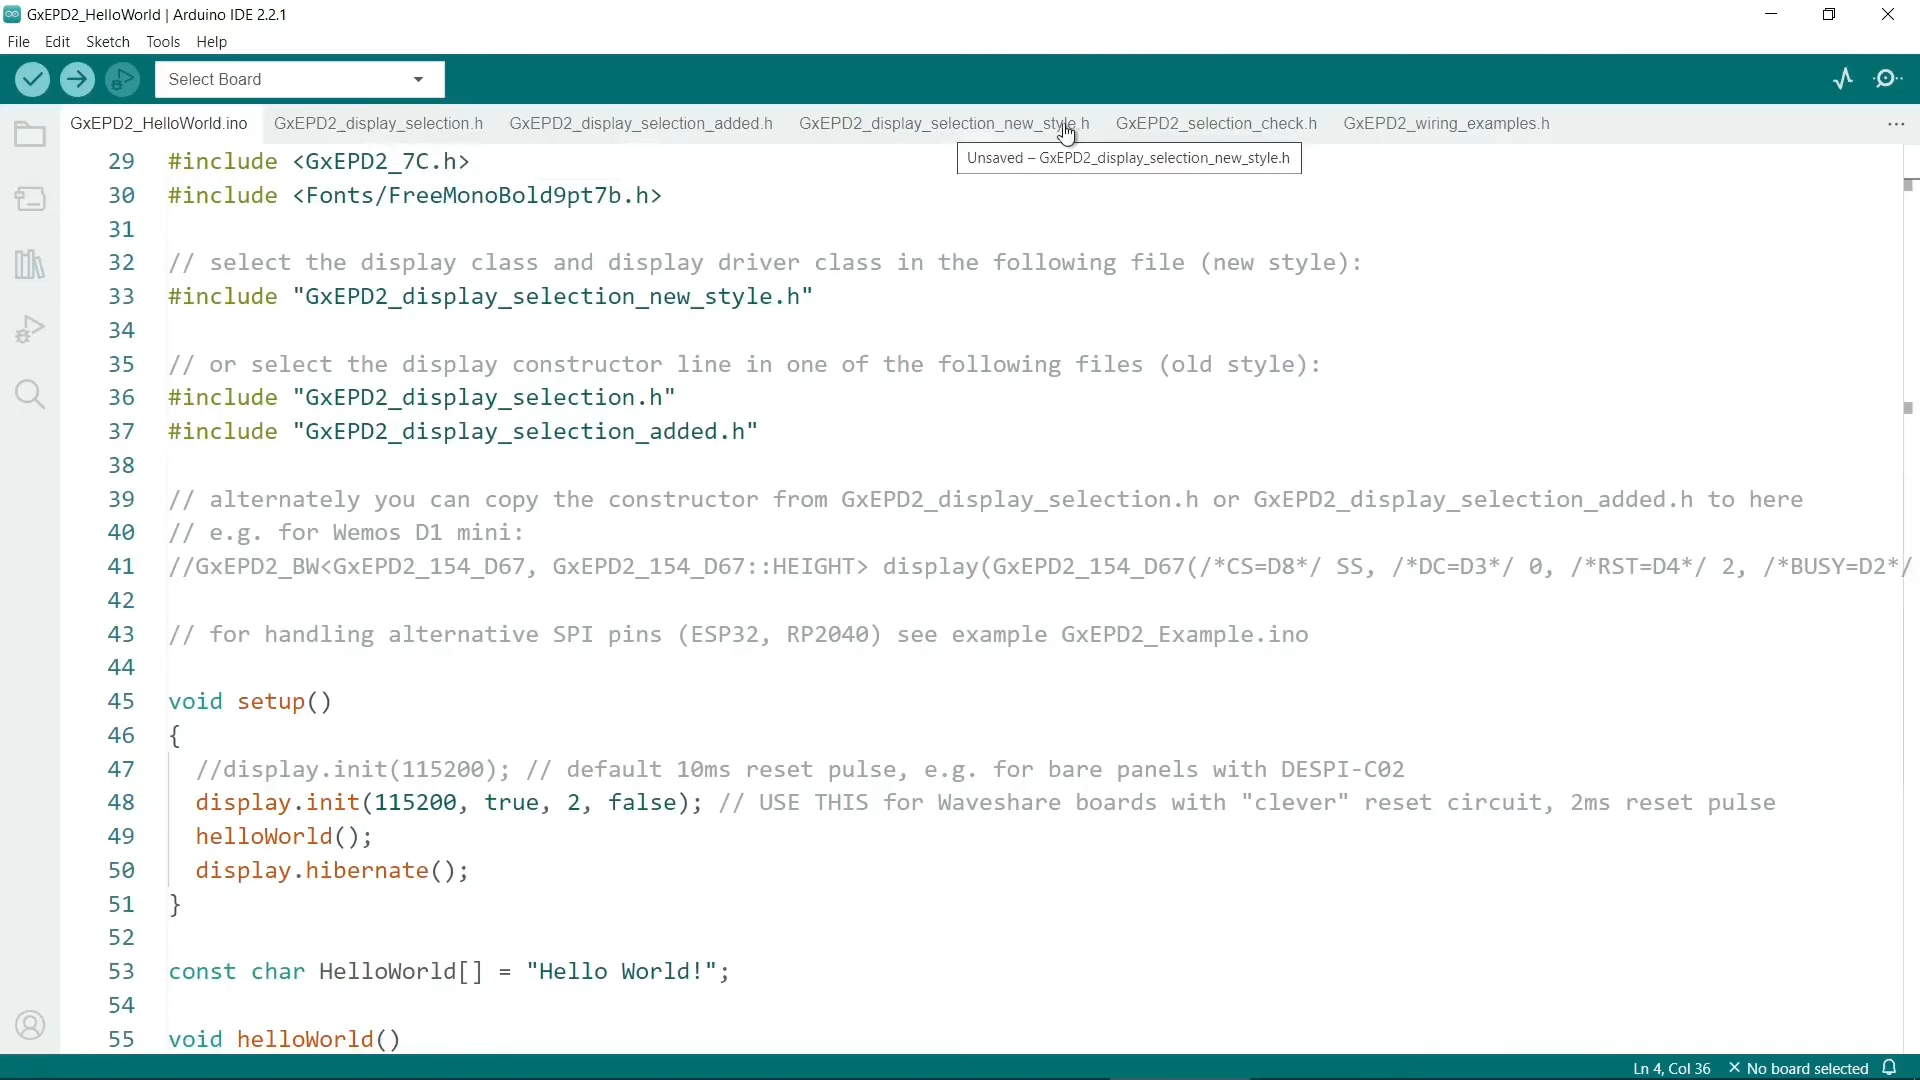 GxEPD2_HelloWorld | Arduino IDE 2.2.1
File Edit Sketch Tools Help
Select Board
GxEPD2_HelloWorld.ino GxEPD2_display_selection.h GxEPD2_display_selection_added.h GxEPD2_display_selection_new_style.h GxEPD2_selection_check.h GxEPD2_wiring_examples.h ...
Unsaved – GxEPD2_display_selection_new_style.h
29 #include <GxEPD2_7C.h>
30 #include <Fonts/FreeMonoBold9pt7b.h>
31
32 // select the display class and display driver class in the following file (new style):
33 #include "GxEPD2_display_selection_new_style.h"
34
35 // or select the display constructor line in one of the following files (old style):
36 #include "GxEPD2_display_selection.h"
37 #include "GxEPD2_display_selection_added.h"
38
39 // alternately you can copy the constructor from GxEPD2_display_selection.h or GxEPD2_display_selection_added.h to here
40 // e.g. for Wemos D1 mini:
41 //GxEPD2_BW<GxEPD2_154_D67, GxEPD2_154_D67::HEIGHT> display(GxEPD2_154_D67(/*CS=D8*/ SS, /*DC=D3*/ 0, /*RST=D4*/ 2, /*BUSY=D2*/
42
43 // for handling alternative SPI pins (ESP32, RP2040) see example GxEPD2_Example.ino
44
45 void setup()
46 {
47 //display.init(115200); // default 10ms reset pulse, e.g. for bare panels with DESPI-C02
48 display.init(115200, true, 2, false); // USE THIS for Waveshare boards with "clever" reset circuit, 2ms reset pulse
49 helloWorld();
50 display.hibernate();
51 }
52
53 const char HelloWorld[] = "Hello World!";
54
55 void helloWorld()
Ln 4, Col 36 No board selected